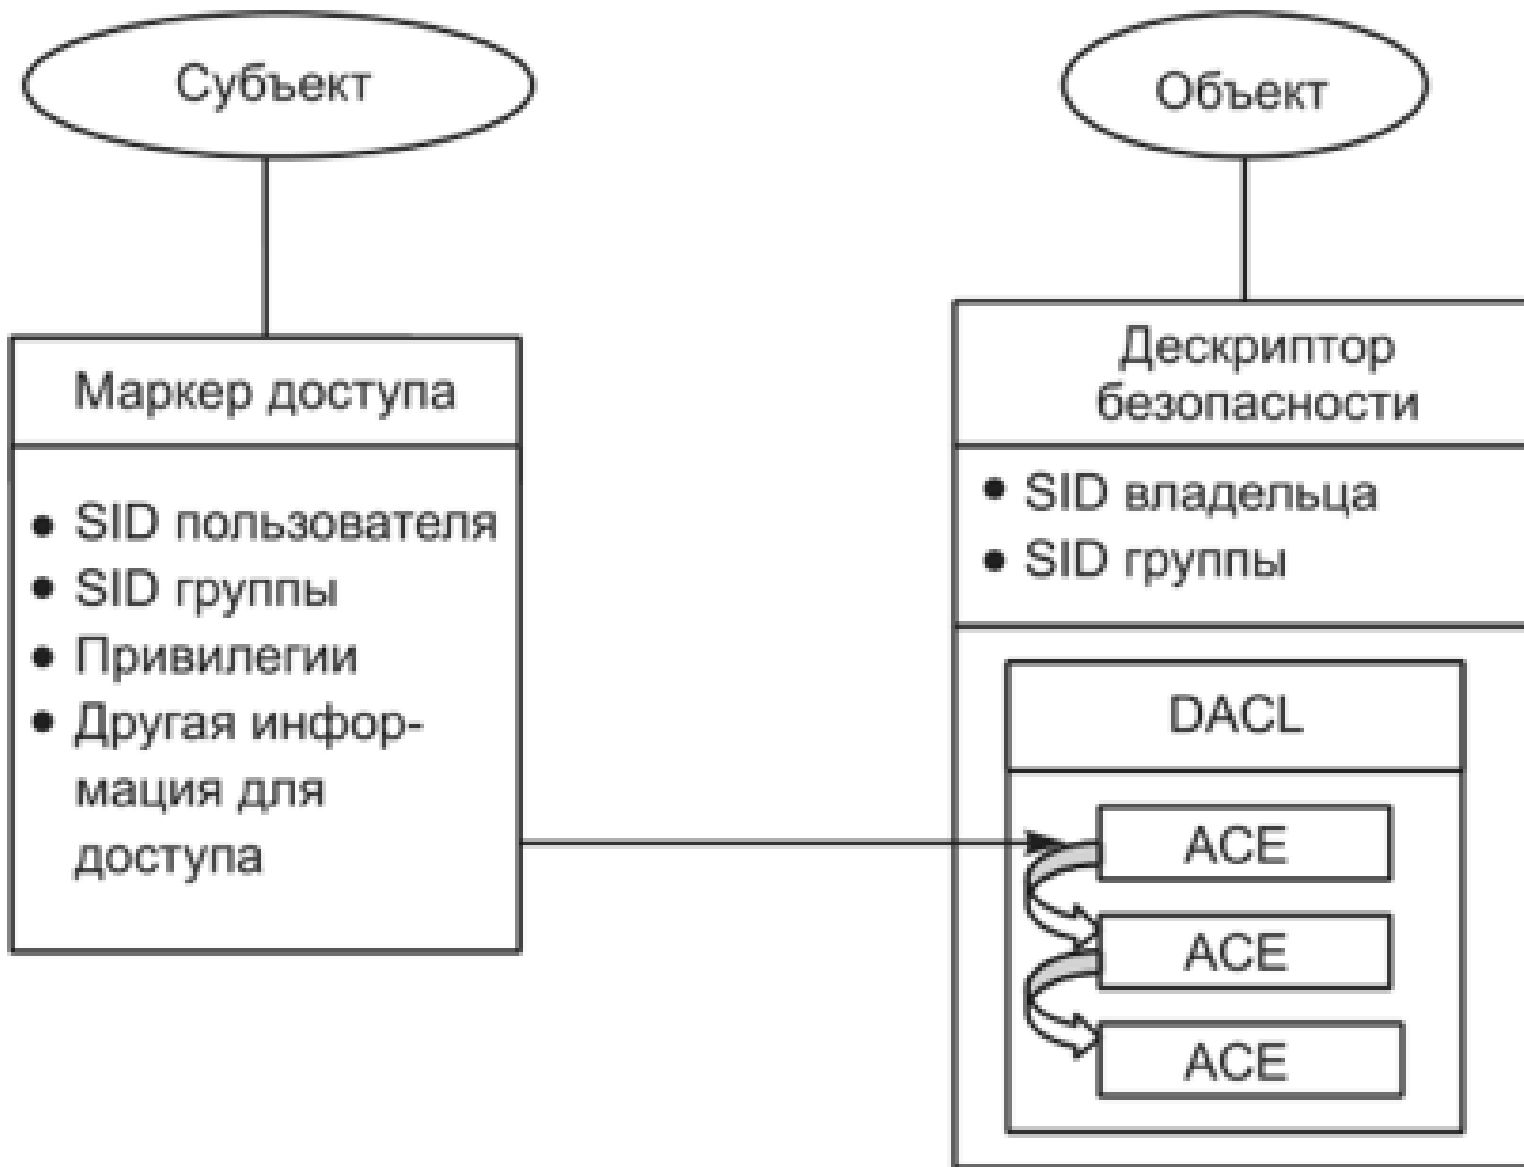 Субъект
Маркер доступа
● SID пользователя
● SID группы
● Привилегии
● Другая инфор-
мация для
доступа
Объект
Дескриптор
безопасности
● SID владельца
● SID группы
DACL
ACE
ACE
ACE